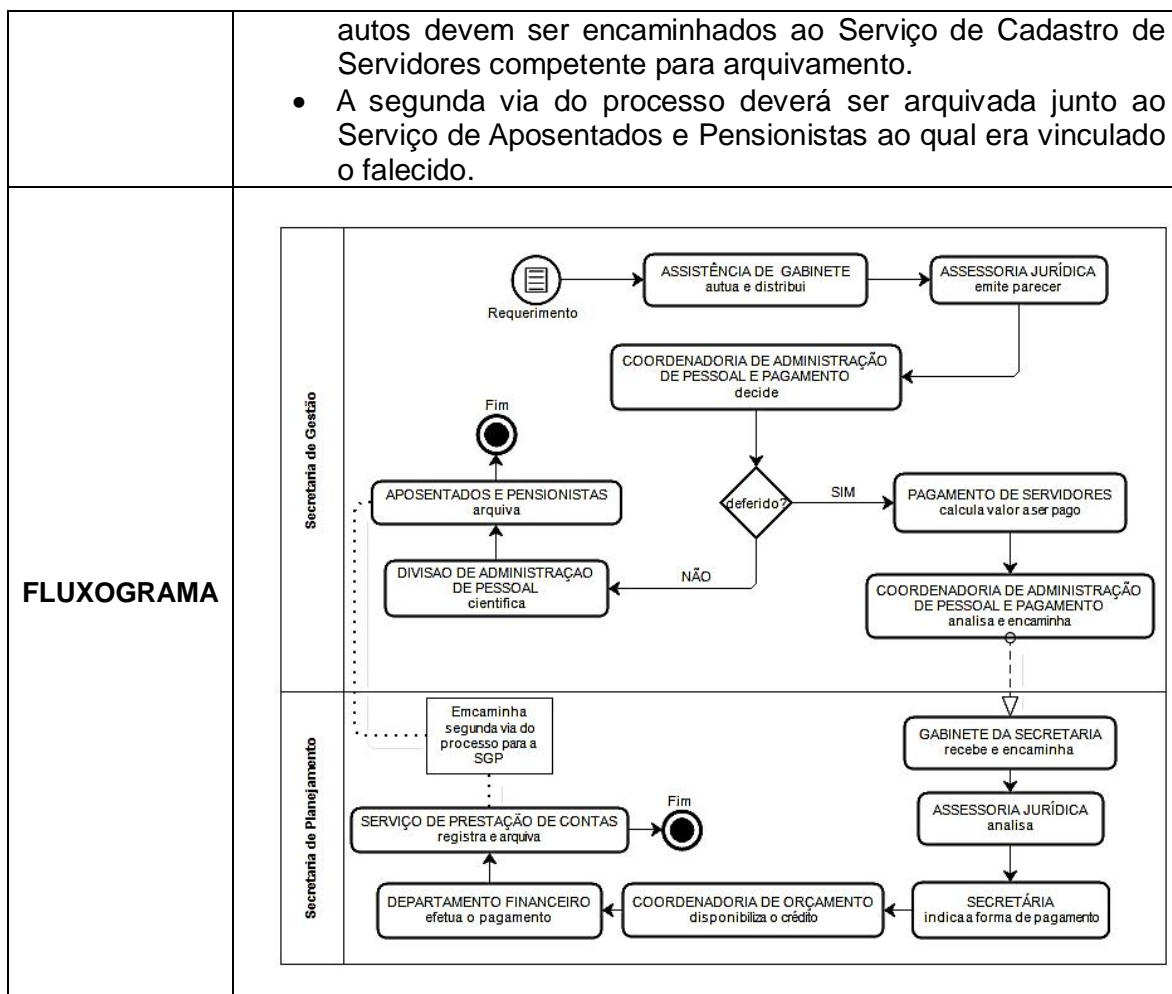 autos devem ser encaminhados ao Serviço de Cadastro de
Servidores competente para arquivamento.
• A segunda via do processo deverá ser arquivada junto ao
Serviço de Aposentados e Pensionistas ao qual era vinculado
o falecido.
FLUXOGRAMA
Secretaria de Gestão
Requerimento
ASSISTÊNCIA DE GABINETE
autua e distribui
ASSESSORIA JURÍDICA
emite parecer
COORDENADORIA DE ADMINISTRAÇÃO
DE PESSOAL E PAGAMENTO
decide
deferido?
SIM
NÃO
PAGAMENTO DE SERVIDORES
calcula valor a ser pago
COORDENADORIA DE ADMINISTRAÇÃO
DE PESSOAL E PAGAMENTO
analisa e encaminha
DIVISAO DE ADMINISTRAÇAO
DE PESSOAL
cientifica
APOSENTADOS E PENSIONISTAS
arquiva
Fim
Secretaria de Planejamento
GABINETE DA SECRETARIA
recebe e encaminha
ASSESSORIA JURÍDICA
analisa
SECRETÁRIA
indica a forma de pagamento
COORDENADORIA DE ORÇAMENTO
disponibiliza o crédito
DEPARTAMENTO FINANCEIRO
efetua o pagamento
SERVIÇO DE PRESTAÇÃO DE CONTAS
registra e arquiva
Fim
Emcaminha
segunda via do
processo para a
SGP